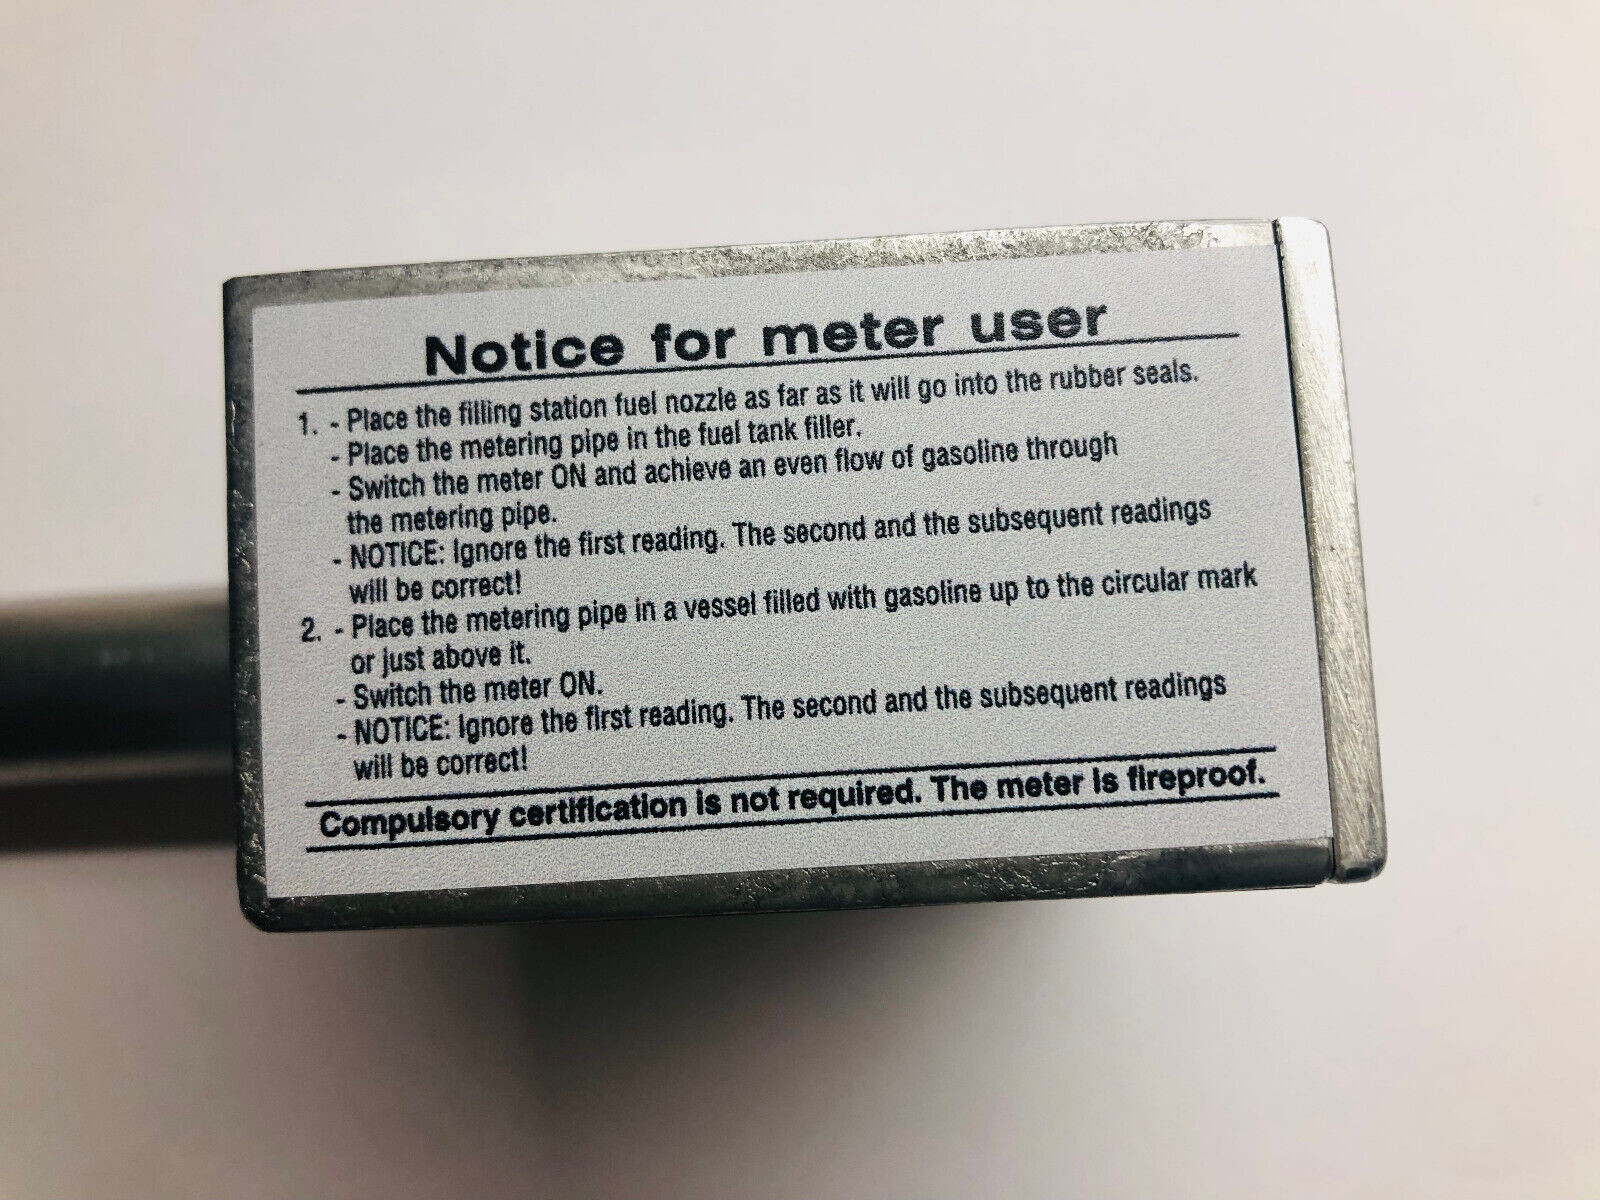 Notice for meter user
1. - Place the filling station fuel nozzle as far as it will go into the rubber seals.
- Place the metering pipe in the fuel tank filler.
- Switch the meter ON and achieve an even flow of gasoline through
the metering pipe.
- NOTICE: Ignore the first reading. The second and the subsequent readings
will be correct!
2. - Place the metering pipe in a vessel filled with gasoline up to the circular mark
or just above it.
- Switch the meter ON.
- NOTICE: Ignore the first reading. The second and the subsequent readings
will be correct!
Compulsory certification is not required. The meter is fireproof.